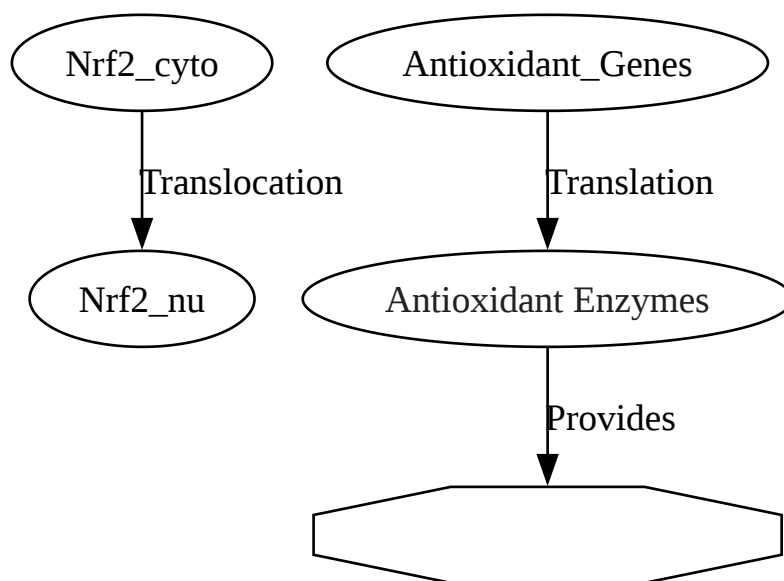 Nrf2_cyto
Antioxidant_Genes
Translocation
Translation
Nrf2_nu
Antioxidant Enzymes
Provides